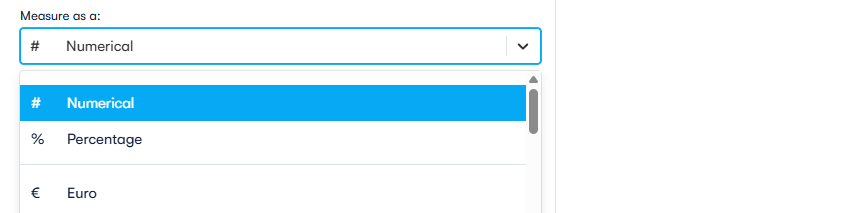 Measure as a:
# Numerical
# Numerical
% Percentage
€ Euro